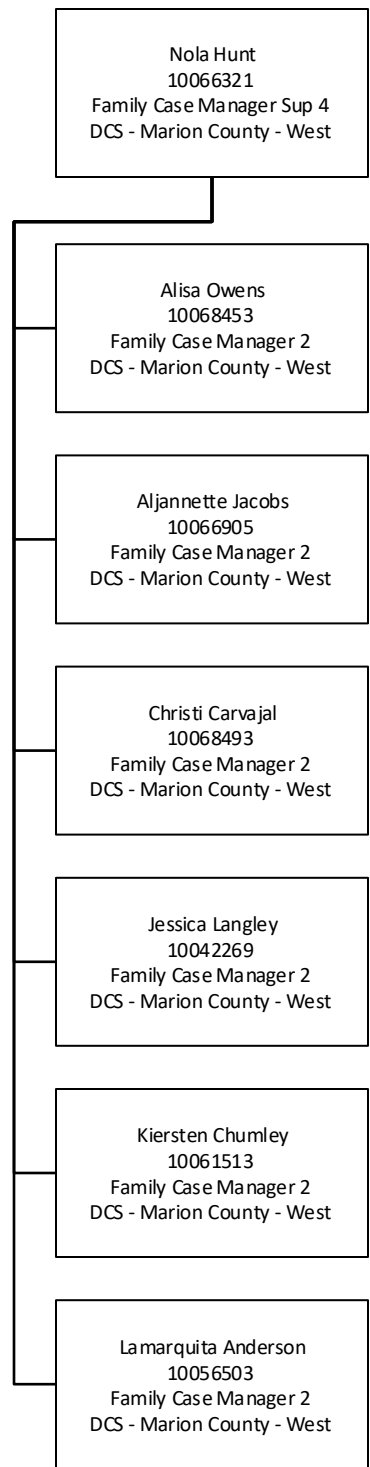 Nola Hunt
10066321
Family Case Manager Sup 4
DCS - Marion County - West
Alisa Owens
10068453
Family Case Manager 2
DCS - Marion County - West
Aljannette Jacobs
10066905
Family Case Manager 2
DCS - Marion County - West
Christi Carvajal
10068493
Family Case Manager 2
DCS - Marion County - West
Jessica Langley
10042269
Family Case Manager 2
DCS - Marion County - West
Kiersten Chumley
10061513
Family Case Manager 2
DCS - Marion County - West
Lamarquita Anderson
10056503
Family Case Manager 2
DCS - Marion County - West